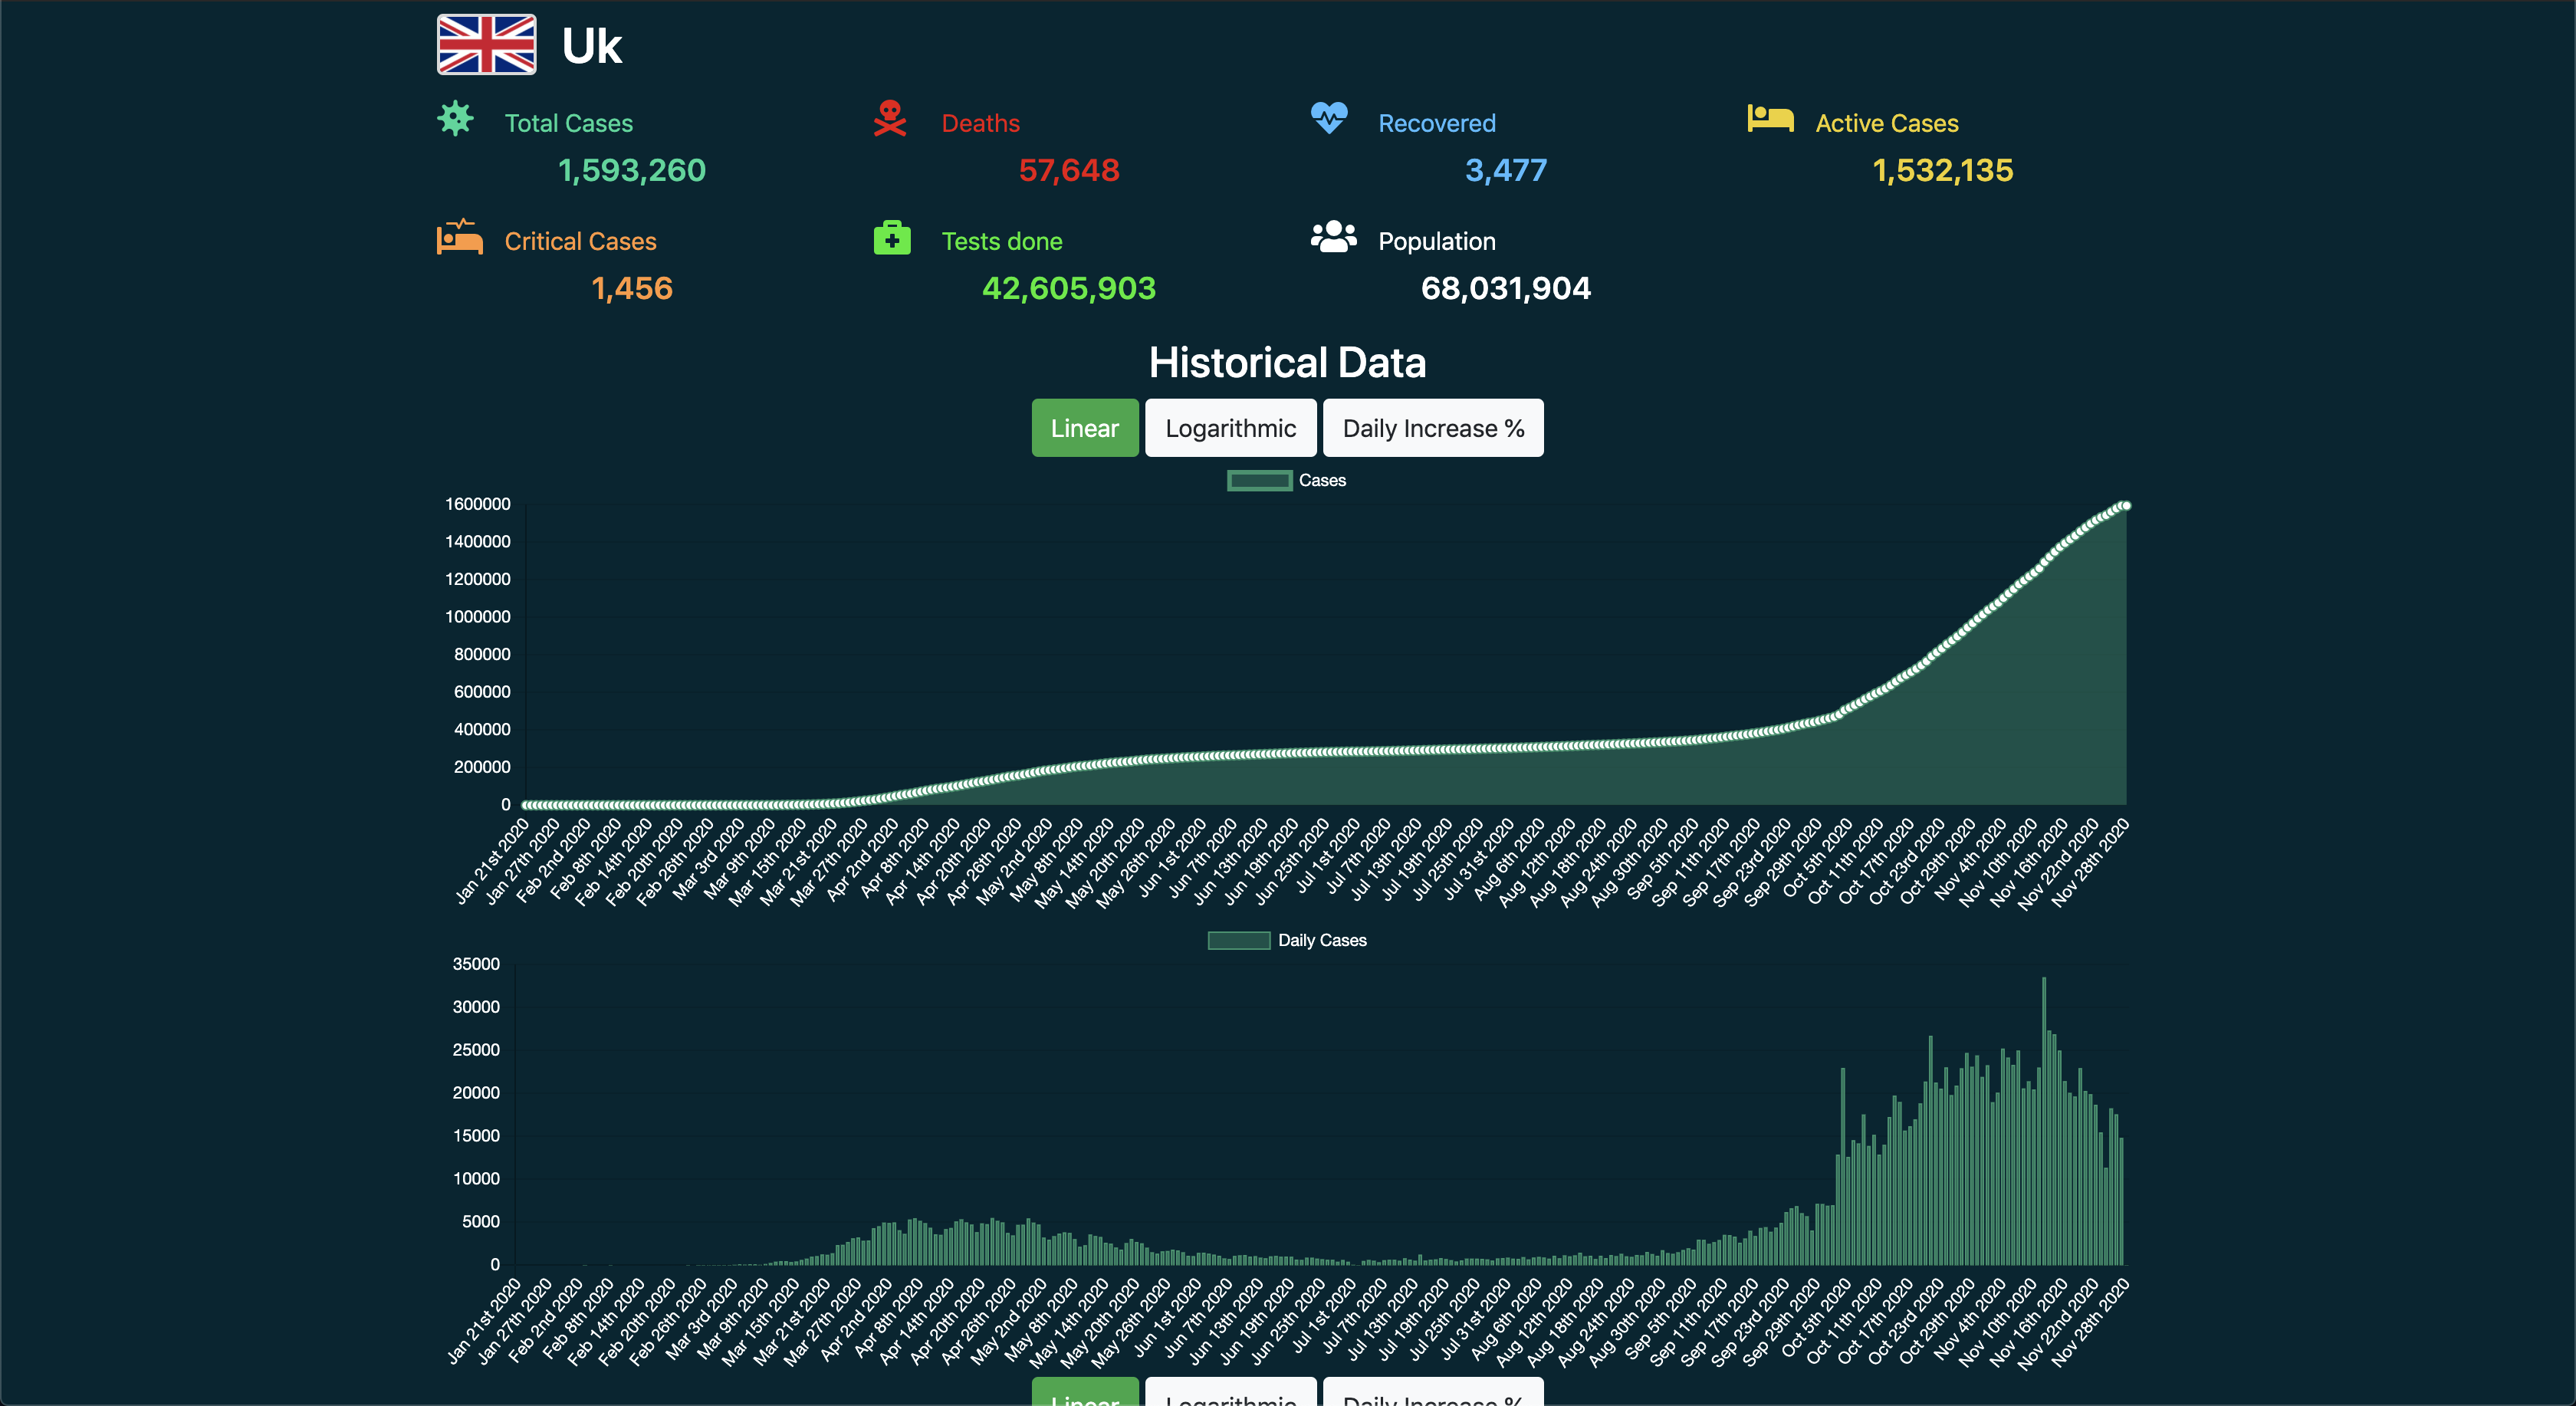 Uk
Total Cases
1,593,260
Deaths
57,648
Recovered
3,477
Active Cases
1,532,135
Critical Cases
1,456
Tests done
42,605,903
Population
68,031,904
Historical Data
Linear
Logarithmic
Daily Increase %
Cases
1600000
1400000
1200000
1000000
800000
600000
400000
200000
0
Jan 21st 2020
Jan 27th 2020
Feb 2nd 2020
Feb 8th 2020
Feb 14th 2020
Feb 20th 2020
Feb 26th 2020
Mar 3rd 2020
Mar 9th 2020
Mar 15th 2020
Mar 21st 2020
Mar 27th 2020
Apr 2nd 2020
Apr 8th 2020
Apr 14th 2020
Apr 20th 2020
Apr 26th 2020
May 2nd 2020
May 8th 2020
May 14th 2020
May 20th 2020
May 26th 2020
Jun 1st 2020
Jun 7th 2020
Jun 13th 2020
Jun 19th 2020
Jun 25th 2020
Jul 1st 2020
Jul 7th 2020
Jul 13th 2020
Jul 19th 2020
Jul 25th 2020
Jul 31st 2020
Aug 6th 2020
Aug 12th 2020
Aug 18th 2020
Aug 24th 2020
Aug 30th 2020
Sep 5th 2020
Sep 11th 2020
Sep 17th 2020
Sep 23rd 2020
Sep 29th 2020
Oct 5th 2020
Oct 11th 2020
Oct 17th 2020
Oct 23rd 2020
Oct 29th 2020
Nov 4th 2020
Nov 10th 2020
Nov 16th 2020
Nov 22nd 2020
Nov 28th 2020
Daily Cases
35000
30000
25000
20000
15000
10000
5000
0
Jan 21st 2020
Jan 27th 2020
Feb 2nd 2020
Feb 8th 2020
Feb 14th 2020
Feb 20th 2020
Feb 26th 2020
Mar 3rd 2020
Mar 9th 2020
Mar 15th 2020
Mar 21st 2020
Mar 27th 2020
Apr 2nd 2020
Apr 8th 2020
Apr 14th 2020
Apr 20th 2020
Apr 26th 2020
May 2nd 2020
May 8th 2020
May 14th 2020
May 20th 2020
May 26th 2020
Jun 1st 2020
Jun 7th 2020
Jun 13th 2020
Jun 19th 2020
Jun 25th 2020
Jul 1st 2020
Jul 7th 2020
Jul 13th 2020
Jul 19th 2020
Jul 25th 2020
Jul 31st 2020
Aug 6th 2020
Aug 12th 2020
Aug 18th 2020
Aug 24th 2020
Aug 30th 2020
Sep 5th 2020
Sep 11th 2020
Sep 17th 2020
Sep 23rd 2020
Sep 29th 2020
Oct 5th 2020
Oct 11th 2020
Oct 17th 2020
Oct 23rd 2020
Oct 29th 2020
Nov 4th 2020
Nov 10th 2020
Nov 16th 2020
Nov 22nd 2020
Nov 28th 2020
Linear
Logarithmic
Daily Increase %